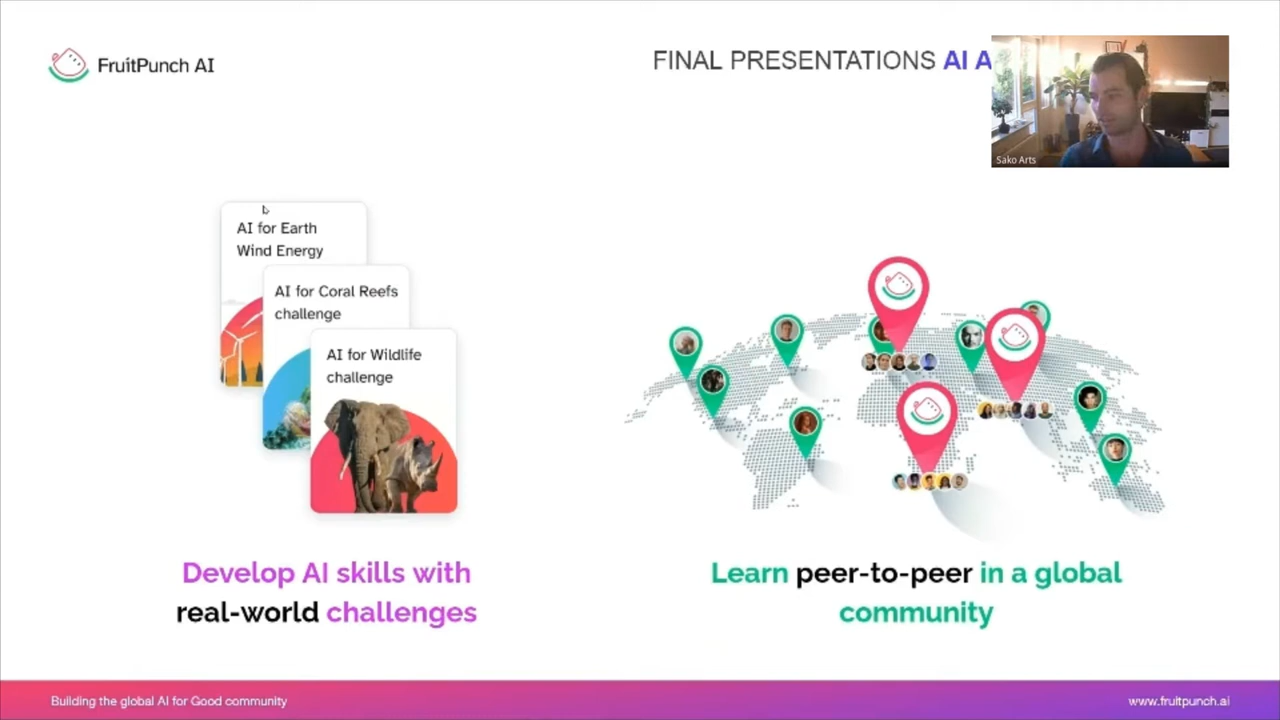 FruitPunch AI
FINAL PRESENTATIONS AI A
Sako Arts
AI for Earth
Wind Energy
AI for Coral Reefs
challenge
AI for Wildlife
challenge
Develop AI skills with
real-world challenges
Learn peer-to-peer in a global
community
Building the global AI for Good community
www.fruitpunch.ai